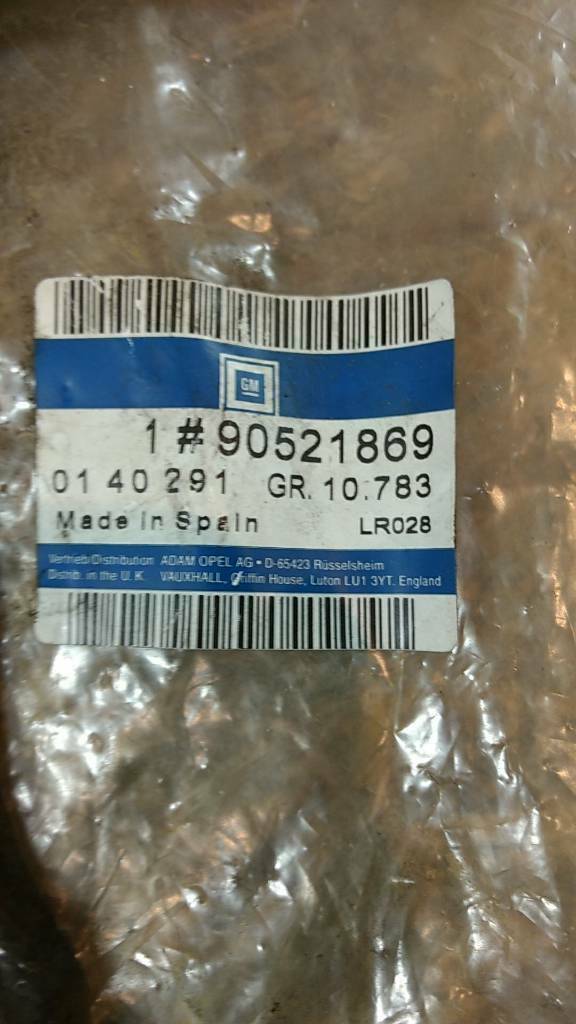 GM
1 # 90521869
01 40 291 GR. 10.783
Made in Spain LR028
Vertrieb/Distribution ADAM OPEL AG • D-65423 Rüsselsheim
Distrib. in the U.K. VAUXHALL, Griffin House, Luton LU1 3YT, England